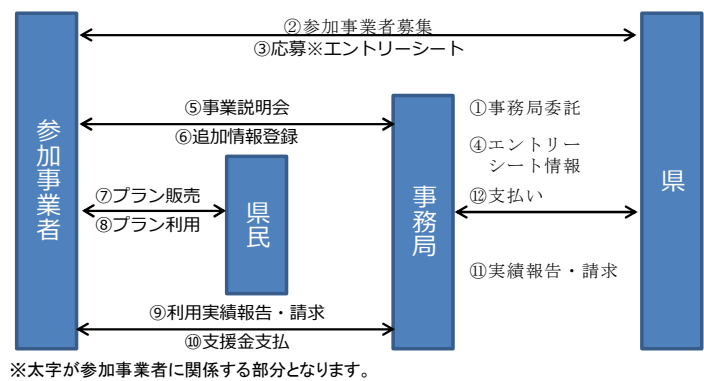 ②参加事業者募集
③応募※エントリーシート
参加事業者
⑤事業説明会
⑥追加情報登録
⑦プラン販売
⑧プラン利用
県民
事務局
①事務局委託
④エントリー
シート情報
⑫支払い
⑪実績報告・請求
県
⑨利用実績報告・請求
⑩支援金支払
※太字が参加事業者に関係する部分となります。